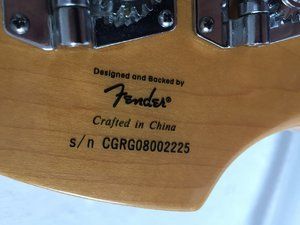 Designed and Backed by
Fender®
Crafted in China
s/n CGRG08002225